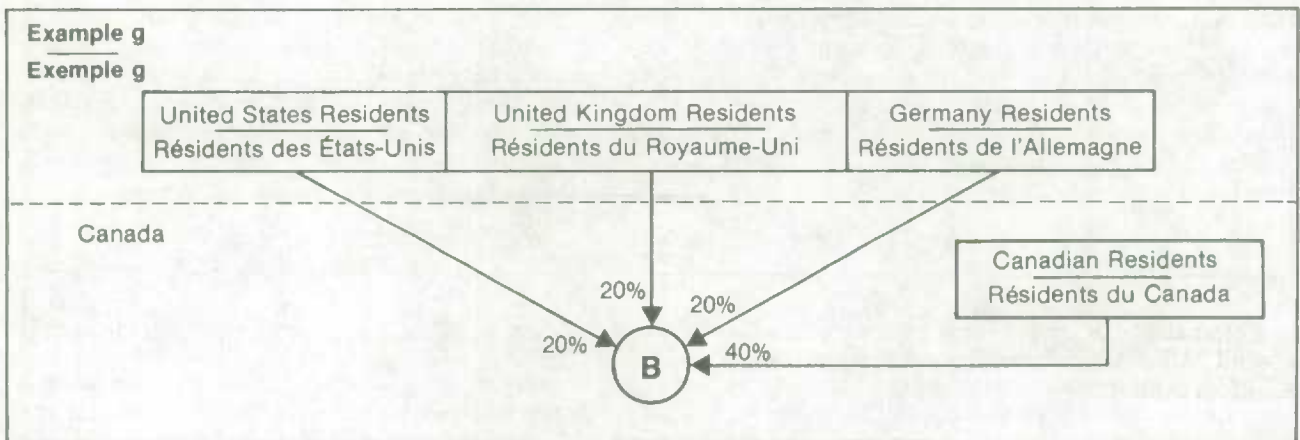 Example g
Exemple g
United States Residents
Résidents des États-Unis
United Kingdom Residents
Résidents du Royaume-Uni
Germany Residents
Résidents de l'Allemagne
Canada
Canadian Residents
Résidents du Canada
20%
20%
20%
40%
B